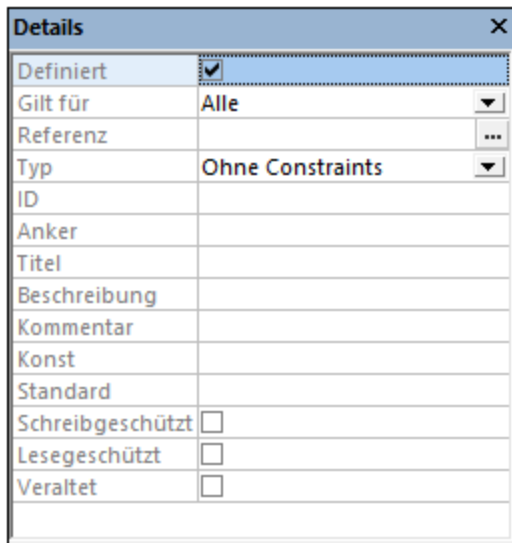 Details
Definiert
Gilt für Alle
Referenz ...
Typ Ohne Constraints
ID
Anker
Titel
Beschreibung
Kommentar
Konst
Standard
Schreibgeschützt
Lesegeschützt
Veraltet